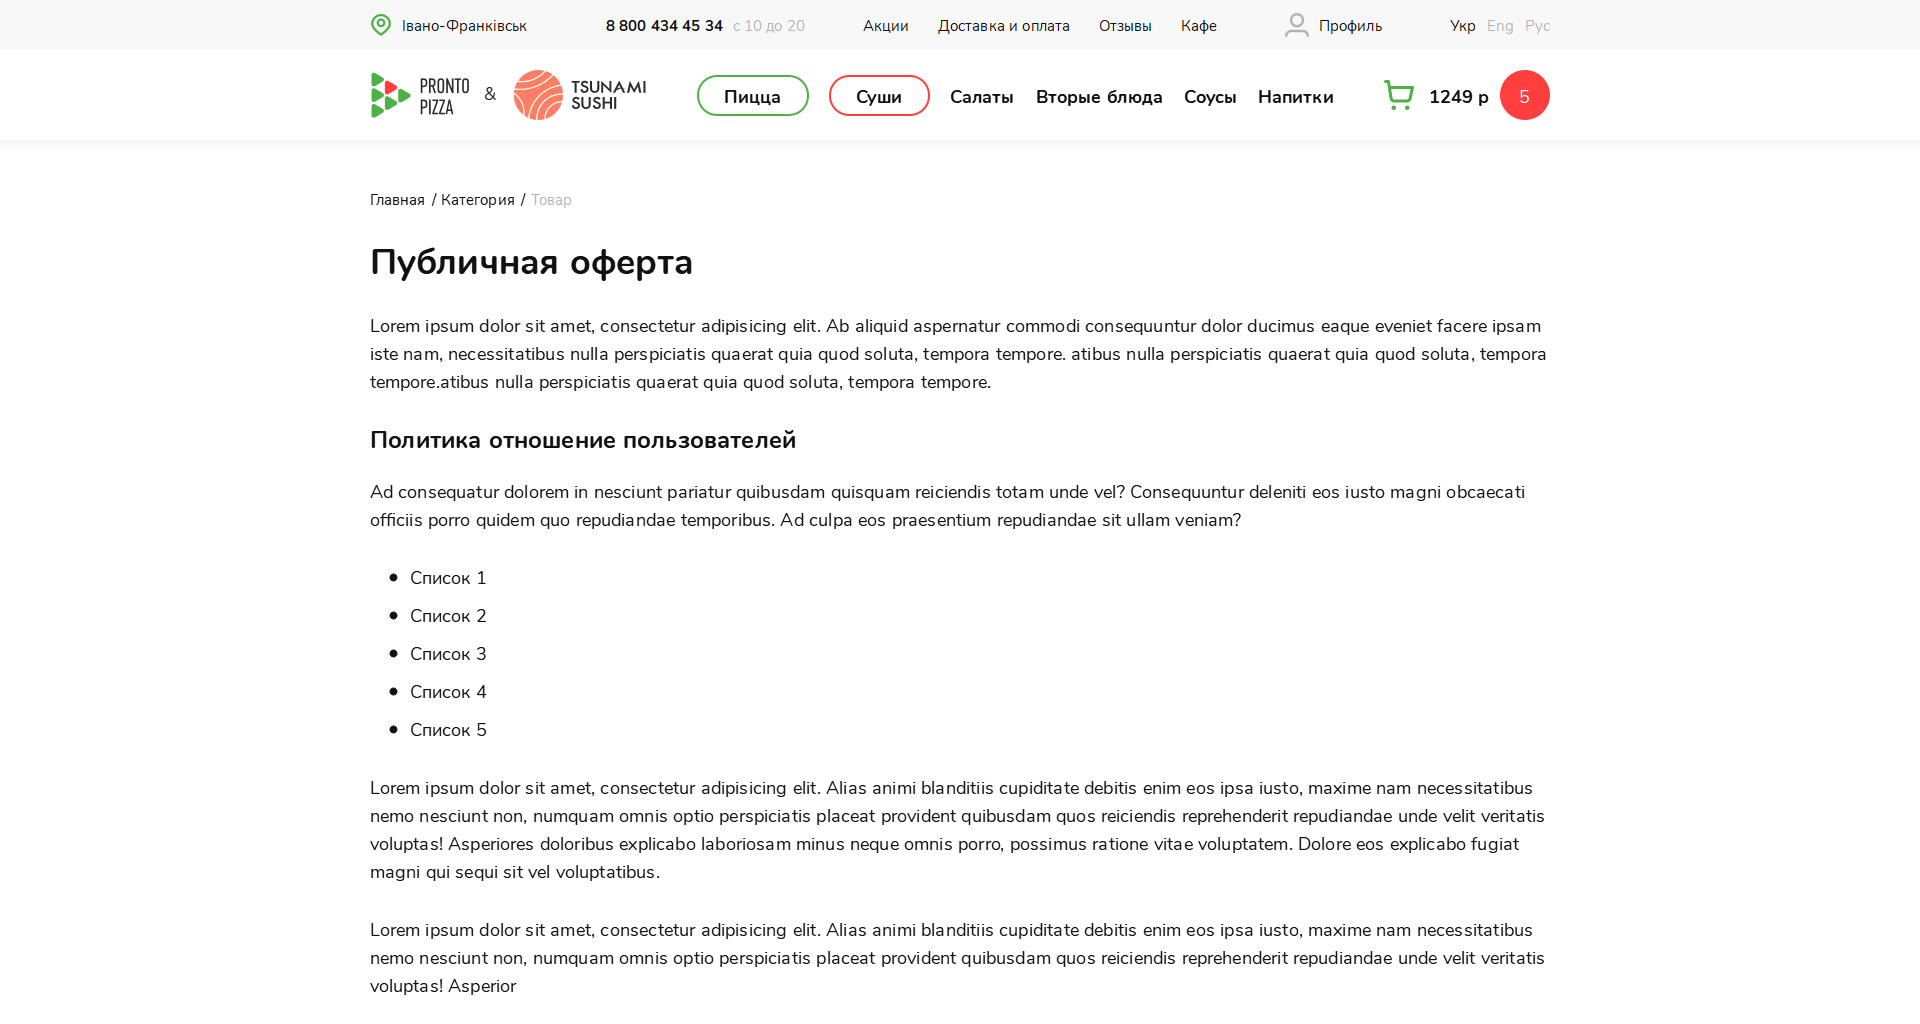 Івано-Франківськ 8 800 434 45 34 с 10 до 20 Акции Доставка и оплата Отзывы Кафе Профиль Укр Eng Рус
PRONTO PIZZA & TSUNAMI SUSHI Пицца Суши Салаты Вторые блюда Соусы Напитки 1249 р 5
Главная / Категория / Товар
Публичная оферта
Lorem ipsum dolor sit amet, consectetur adipisicing elit. Ab aliquid aspernatur commodi consequuntur dolor ducimus eaque eveniet facere ipsam
iste nam, necessitatibus nulla perspiciatis quaerat quia quod soluta, tempora tempore. atibus nulla perspiciatis quaerat quia quod soluta, tempora
tempore.atibus nulla perspiciatis quaerat quia quod soluta, tempora tempore.
Политика отношение пользователей
Ad consequatur dolorem in nesciunt pariatur quibusdam quisquam reiciendis totam unde vel? Consequuntur deleniti eos iusto magni obcaecati
officiis porro quidem quo repudiandae temporibus. Ad culpa eos praesentium repudiandae sit ullam veniam?
Список 1
Список 2
Список 3
Список 4
Список 5
Lorem ipsum dolor sit amet, consectetur adipisicing elit. Alias animi blanditiis cupiditate debitis enim eos ipsa iusto, maxime nam necessitatibus
nemo nesciunt non, numquam omnis optio perspiciatis placeat provident quibusdam quos reiciendis reprehenderit repudiandae unde velit veritatis
voluptas! Asperiores doloribus explicabo laboriosam minus neque omnis porro, possimus ratione vitae voluptatem. Dolore eos explicabo fugiat
magni qui sequi sit vel voluptatibus.
Lorem ipsum dolor sit amet, consectetur adipisicing elit. Alias animi blanditiis cupiditate debitis enim eos ipsa iusto, maxime nam necessitatibus
nemo nesciunt non, numquam omnis optio perspiciatis placeat provident quibusdam quos reiciendis reprehenderit repudiandae unde velit veritatis
voluptas! Asperior